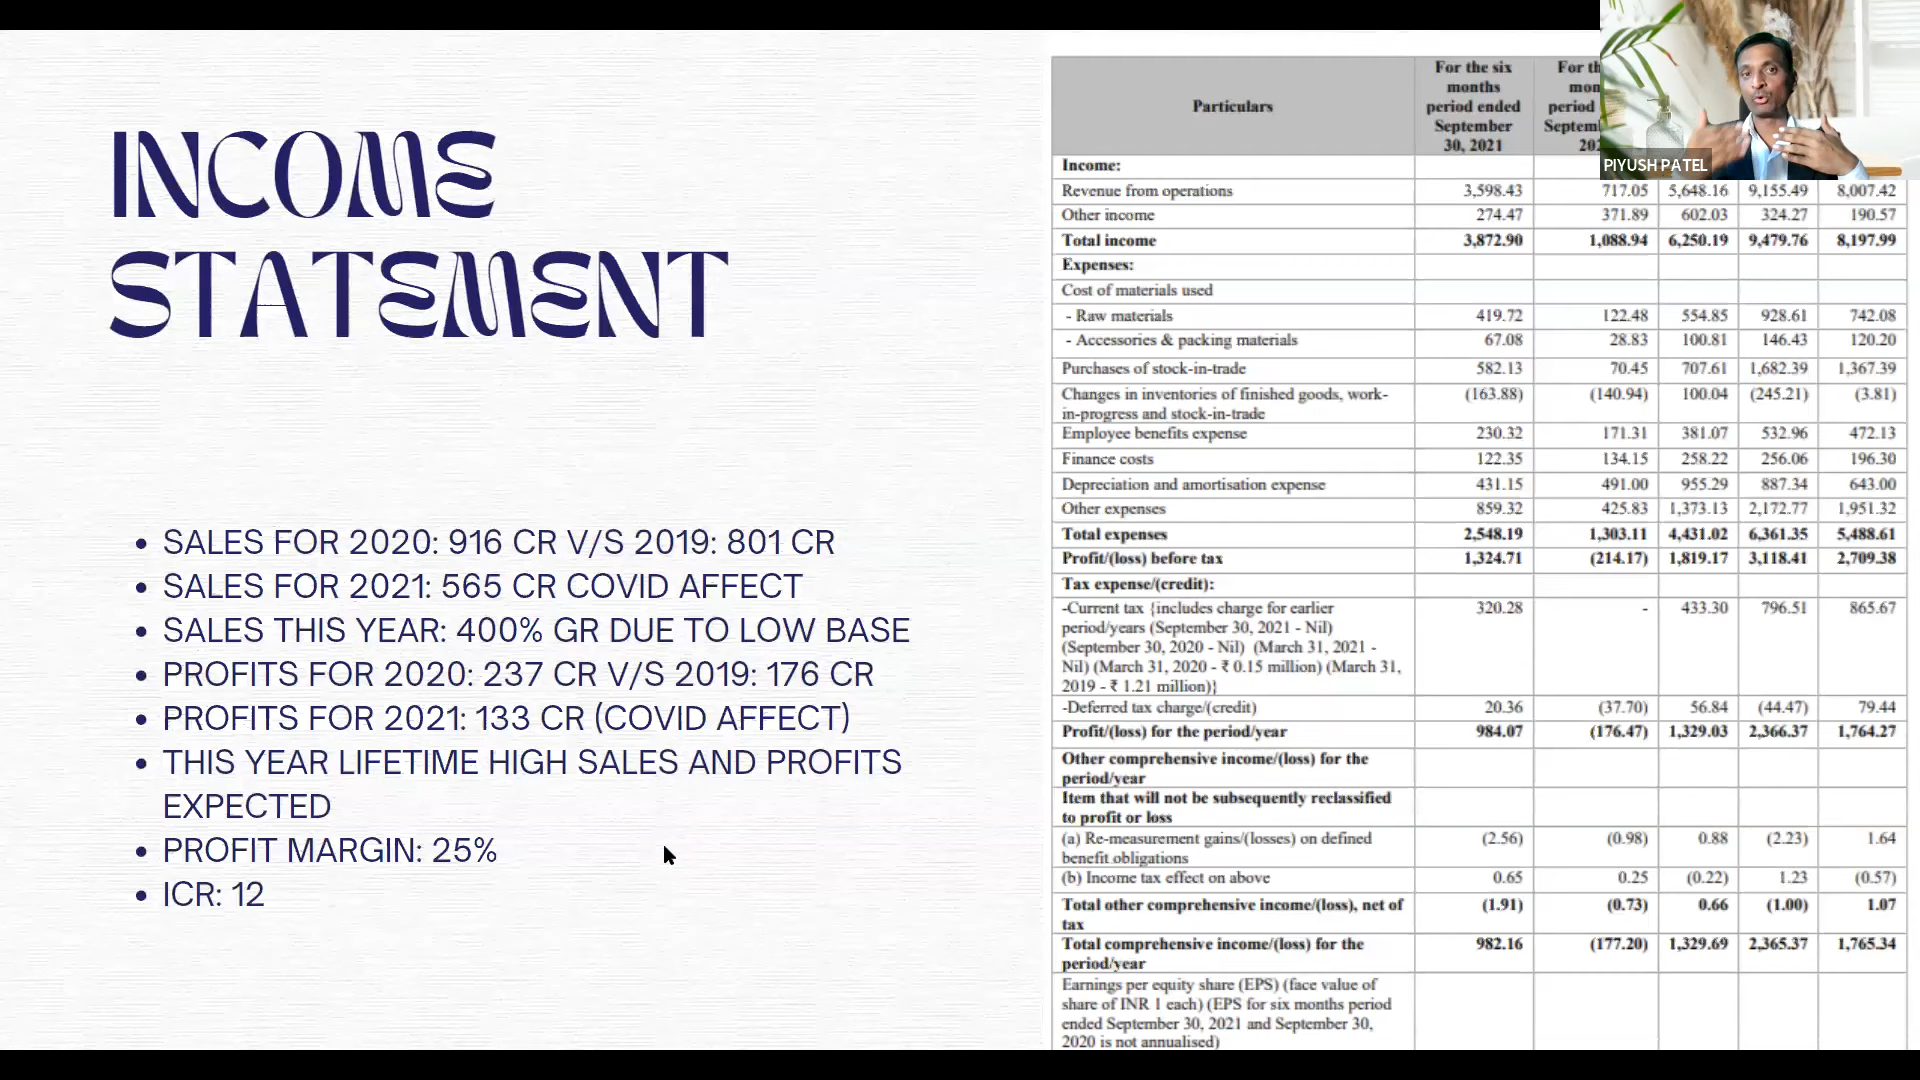 INCOME
STATEMENT
• SALES FOR 2020: 916 CR V/S 2019: 801 CR
• SALES FOR 2021: 565 CR COVID AFFECT
• SALES THIS YEAR: 400% GR DUE TO LOW BASE
• PROFITS FOR 2020: 237 CR V/S 2019: 176 CR
• PROFITS FOR 2021: 133 CR (COVID AFFECT)
• THIS YEAR LIFETIME HIGH SALES AND PROFITS
EXPECTED
• PROFIT MARGIN: 25%
• ICR: 12
Particulars
For the six
months
period ended
September
30, 2021
For th
mon
period
Septem
202
Income:
Revenue from operations 3,598.43 717.05 5,648.16 9,155.49 8,007.42
Other income 274.47 371.89 602.03 324.27 190.57
Total income 3,872.90 1,088.94 6,250.19 9,479.76 8,197.99
Expenses:
Cost of materials used
- Raw materials 419.72 122.48 554.85 928.61 742.08
- Accessories & packing materials 67.08 28.83 100.81 146.43 120.20
Purchases of stock-in-trade 582.13 70.45 707.61 1,682.39 1,367.39
Changes in inventories of finished goods, work- (163.88) (140.94) 100.04 (245.21) (3.81)
in-progress and stock-in-trade
Employee benefits expense 230.32 171.31 381.07 532.96 472.13
Finance costs 122.35 134.15 258.22 256.06 196.30
Depreciation and amortisation expense 431.15 491.00 955.29 887.34 643.00
Other expenses 859.32 425.83 1,373.13 2,172.77 1,951.32
Total expenses 2,548.19 1,303.11 4,431.02 6,361.35 5,488.61
Profit/(loss) before tax 1,324.71 (214.17) 1,819.17 3,118.41 2,709.38
Tax expense/(credit):
-Current tax {includes charge for earlier 320.28 - 433.30 796.51 865.67
period/years (September 30, 2021 - Nil)
(September 30, 2020 - Nil) (March 31, 2021 -
Nil) (March 31, 2020 - ₹ 0.15 million) (March 31,
2019 - ₹ 1.21 million)}
-Deferred tax charge/(credit) 20.36 (37.70) 56.84 (44.47) 79.44
Profit/(loss) for the period/year 984.07 (176.47) 1,329.03 2,366.37 1,764.27
Other comprehensive income/(loss) for the
period/year
Item that will not be subsequently reclassified
to profit or loss
(a) Re-measurement gains/(losses) on defined (2.56) (0.98) 0.88 (2.23) 1.64
benefit obligations
(b) Income tax effect on above 0.65 0.25 (0.22) 1.23 (0.57)
Total other comprehensive income/(loss), net of (1.91) (0.73) 0.66 (1.00) 1.07
tax
Total comprehensive income/(loss) for the 982.16 (177.20) 1,329.69 2,365.37 1,765.34
period/year
Earnings per equity share (EPS) (face value of
share of INR 1 each) (EPS for six months period
ended September 30, 2021 and September 30,
2020 is not annualised)
PIYUSH PATEL